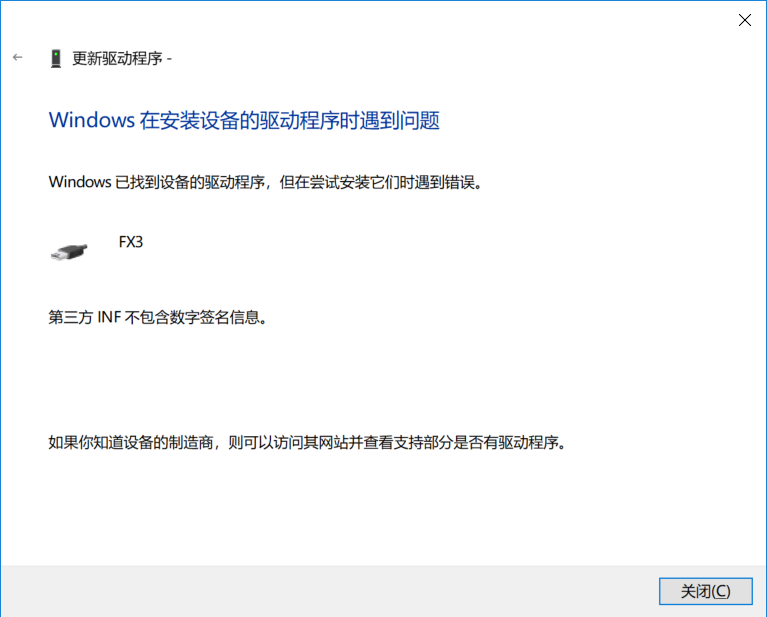 更新驱动程序 -
Windows 在安装设备的驱动程序时遇到问题
Windows 已找到设备的驱动程序，但在尝试安装它们时遇到错误。
FX3
第三方 INF 不包含数字签名信息。
如果你知道设备的制造商，则可以访问其网站并查看支持部分是否有驱动程序。
关闭(C)